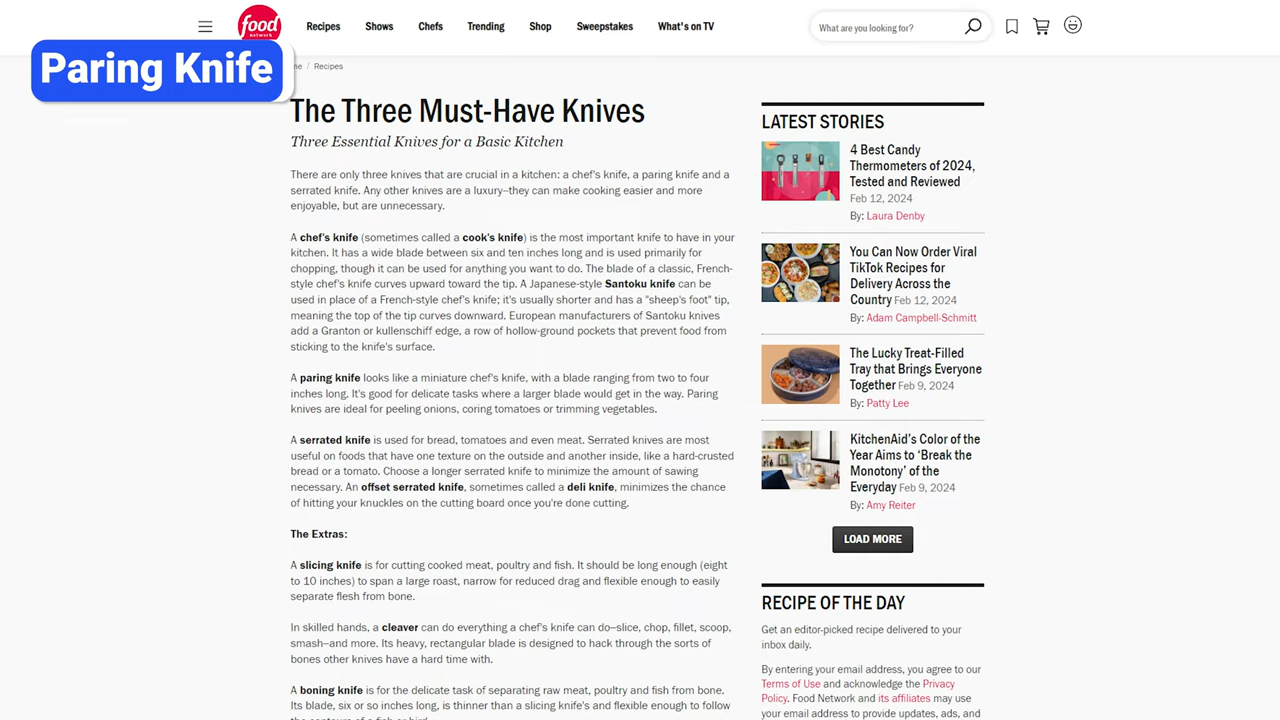 food
network
Recipes
Shows
Chefs
Trending
Shop
Sweepstakes
What's on TV
What are you looking for?
Paring Knife
me / Recipes
The Three Must-Have Knives
Three Essential Knives for a Basic Kitchen
There are only three knives that are crucial in a kitchen: a chef's knife, a paring knife and a
serrated knife. Any other knives are a luxury–they can make cooking easier and more
enjoyable, but are unnecessary.
A chef's knife (sometimes called a cook's knife) is the most important knife to have in your
kitchen. It has a wide blade between six and ten inches long and is used primarily for
chopping, though it can be used for anything you want to do. The blade of a classic, French-
style chef's knife curves upward toward the tip. A Japanese-style Santoku knife can be
used in place of a French-style chef's knife; it's usually shorter and has a "sheep's foot" tip,
meaning the top of the tip curves downward. European manufacturers of Santoku knives
add a Granton or kullenschiff edge, a row of hollow-ground pockets that prevent food from
sticking to the knife's surface.
A paring knife looks like a miniature chef's knife, with a blade ranging from two to four
inches long. It's good for delicate tasks where a larger blade would get in the way. Paring
knives are ideal for peeling onions, coring tomatoes or trimming vegetables.
A serrated knife is used for bread, tomatoes and even meat. Serrated knives are most
useful on foods that have one texture on the outside and another inside, like a hard-crusted
bread or a tomato. Choose a longer serrated knife to minimize the amount of sawing
necessary. An offset serrated knife, sometimes called a deli knife, minimizes the chance
of hitting your knuckles on the cutting board once you're done cutting.
The Extras:
A slicing knife is for cutting cooked meat, poultry and fish. It should be long enough (eight
to 10 inches) to span a large roast, narrow for reduced drag and flexible enough to easily
separate flesh from bone.
In skilled hands, a cleaver can do everything a chef's knife can do–slice, chop, fillet, scoop,
smash–and more. Its heavy, rectangular blade is designed to hack through the sorts of
bones other knives have a hard time with.
A boning knife is for the delicate task of separating raw meat, poultry and fish from bone.
Its blade, six or so inches long, is thinner than a slicing knife's and flexible enough to follow
the contours of a fish or bird.
LATEST STORIES
4 Best Candy
Thermometers of 2024,
Tested and Reviewed
Feb 12, 2024
By: Laura Denby
You Can Now Order Viral
TikTok Recipes for
Delivery Across the
Country Feb 12, 2024
By: Adam Campbell-Schmitt
The Lucky Treat-Filled
Tray that Brings Everyone
Together Feb 9, 2024
By: Patty Lee
KitchenAid's Color of the
Year Aims to ‘Break the
Monotony’ of the
Everyday Feb 9, 2024
By: Amy Reiter
LOAD MORE
RECIPE OF THE DAY
Get an editor-picked recipe delivered to your
inbox daily.
By entering your email address, you agree to our
Terms of Use and acknowledge the Privacy
Policy. Food Network and its affiliates may use
your email address to provide updates, ads, and